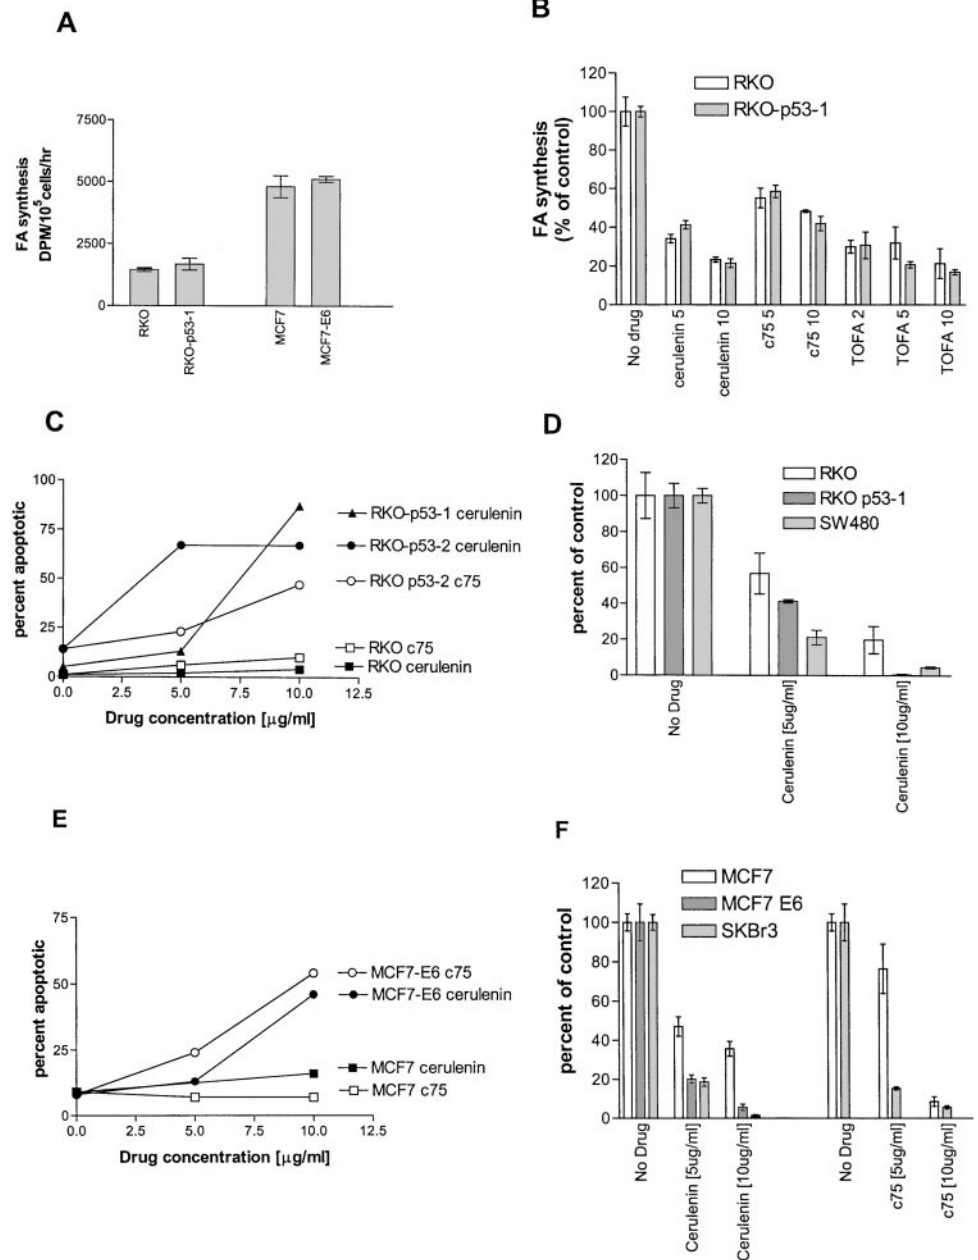 A
FA synthesis
DPM/10⁵cells/hr
7500
5000
2500
0
RKO
RKO-p53-1
MCF7
MCF7-E6
B
FA synthesis
(% of control)
120
100
80
60
40
20
0
RKO
RKO-p53-1
No drug
cerulenin 5
cerulenin 10
c75 5
c75 10
TOFA 2
TOFA 5
TOFA 10
C
percent apoptotic
100
75
50
25
0
RKO-p53-1 cerulenin
RKO-p53-2 cerulenin
RKO p53-2 c75
RKO c75
RKO cerulenin
0.0 2.5 5.0 7.5 10.0 12.5
Drug concentration [µg/ml]
D
percent of control
120
100
80
60
40
20
0
RKO
RKO p53-1
SW480
No Drug
Cerulenin [5ug/ml]
Cerulenin [10ug/ml]
E
percent apoptotic
75
50
25
0
MCF7-E6 c75
MCF7-E6 cerulenin
MCF7 cerulenin
MCF7 c75
0.0 2.5 5.0 7.5 10.0 12.5
Drug concentration [µg/ml]
F
percent of control
120
100
80
60
40
20
0
MCF7
MCF7 E6
SKBr3
No Drug
Cerulenin [5ug/ml]
Cerulenin [10ug/ml]
No Drug
c75 [5ug/ml]
c75 [10ug/ml]